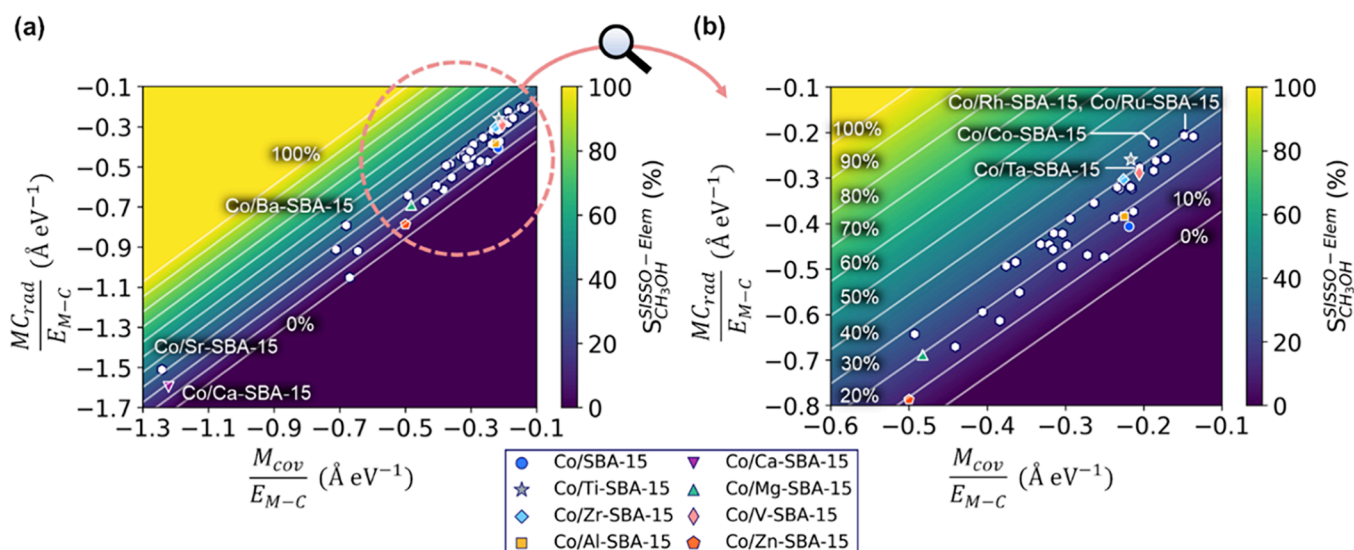 (a)
(b)
−0.1
−0.3
−0.5
−0.7
−0.9
−1.1
−1.3
−1.5
−1.7
MC_rad
E_M−C
(Å eV⁻¹)
100%
Co/Ba-SBA-15
0%
Co/Sr-SBA-15
Co/Ca-SBA-15
−1.3 −1.1 −0.9 −0.7 −0.5 −0.3 −0.1
M_cov
E_M−C
(Å eV⁻¹)
100
80
60
40
20
0
S^SISSO−Elem_CH₃OH (%)
−0.1
−0.2
−0.3
−0.4
−0.5
−0.6
−0.7
−0.8
MC_rad
E_M−C
(Å eV⁻¹)
Co/Rh-SBA-15, Co/Ru-SBA-15
Co/Co-SBA-15
Co/Ta-SBA-15
100%
90%
80%
70%
60%
50%
40%
30%
20%
10%
0%
−0.6 −0.5 −0.4 −0.3 −0.2 −0.1
M_cov
E_M−C
(Å eV⁻¹)
100
80
60
40
20
0
S^SISSO−Elem_CH₃OH (%)
Co/SBA-15
Co/Ti-SBA-15
Co/Zr-SBA-15
Co/Al-SBA-15
Co/Ca-SBA-15
Co/Mg-SBA-15
Co/V-SBA-15
Co/Zn-SBA-15